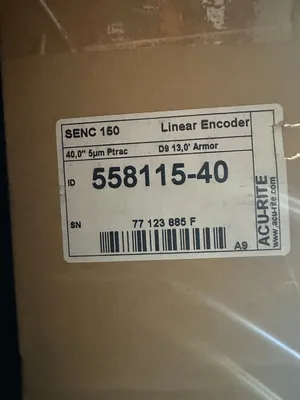 SENC 150 Linear Encoder
40,0" 5µm Ptrac D9 13,0' Armor
ID 558115-40
SN 77 123 885 F
A9
ACU-RITE
www.acu-rite.com